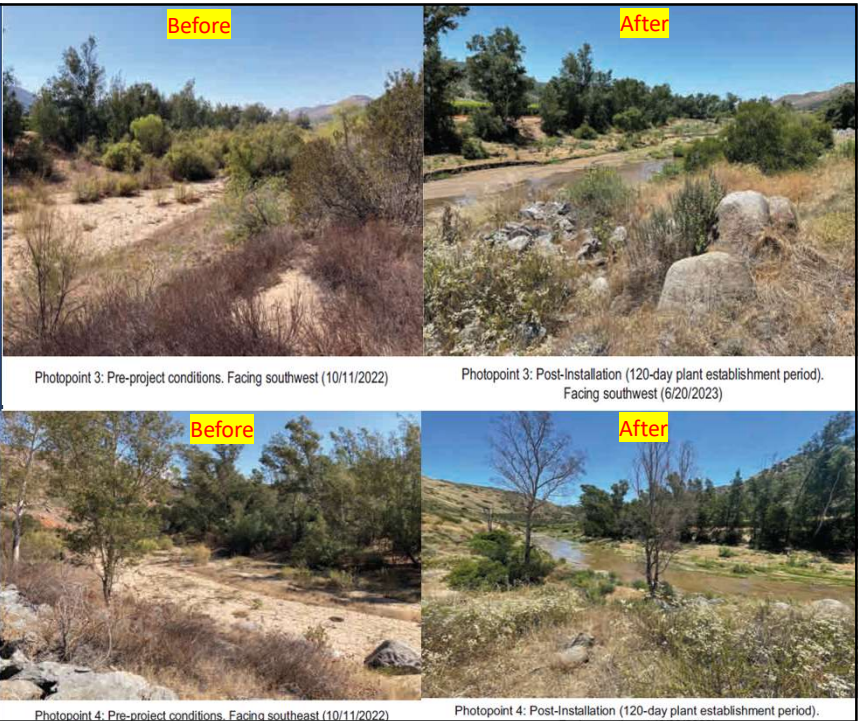 Before
After
Photopoint 3: Pre-project conditions. Facing southwest (10/11/2022)
Photopoint 3: Post-Installation (120-day plant establishment period).
Facing southwest (6/20/2023)
Before
After
Photopoint 4: Pre-project conditions. Facing southeast (10/11/2022)
Photopoint 4: Post-Installation (120-day plant establishment period).